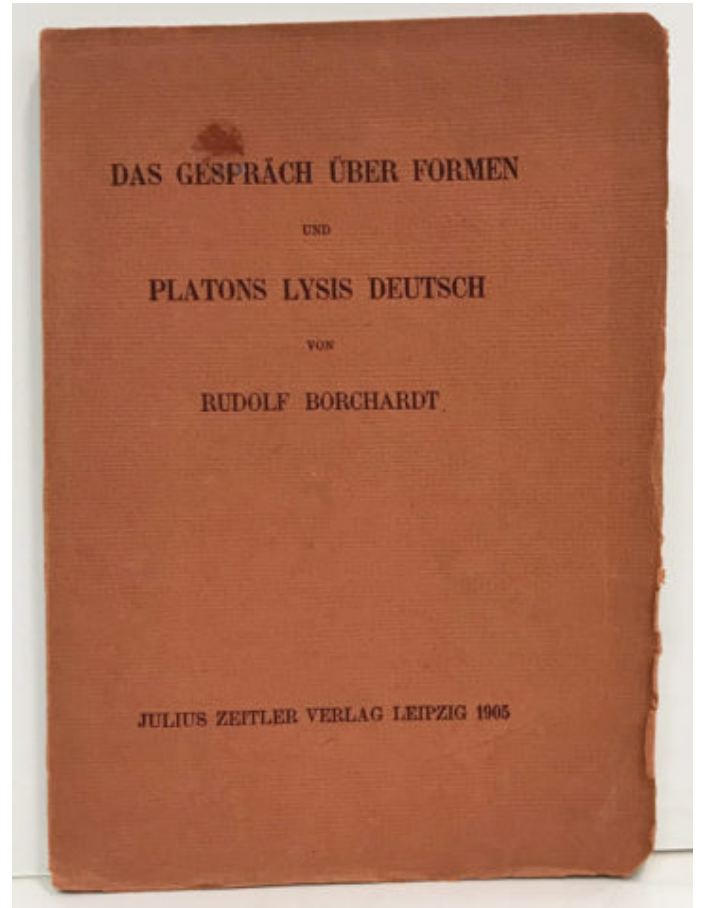 DAS GESPRÄCH ÜBER FORMEN
UND
PLATONS LYSIS DEUTSCH
VON
RUDOLF BORCHARDT
JULIUS ZEITLER VERLAG LEIPZIG 1905